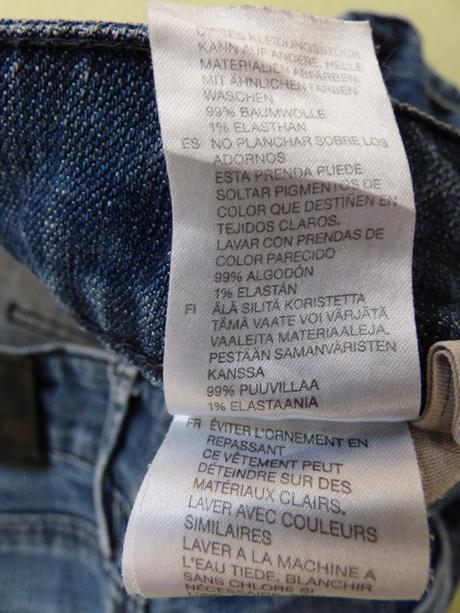 DIESES KLEIDUNGSSTÜCK
KANN AUF ANDERE HELLE
MATERIALIEN ABFÄRBEN.
MIT ÄHNLICHEN FARBEN
WASCHEN
99% BAUMWOLLE
1% ELASTHAN
ES NO PLANCHAR SOBRE LOS
ADORNOS
ESTA PRENDA PUEDE
SOLTAR PIGMENTOS DE
COLOR QUE DESTIÑEN EN
TEJIDOS CLAROS.
LAVAR CON PRENDAS DE
COLOR PARECIDO
99% ALGODÓN
1% ELASTÁN
FI ÄLÄ SILITÄ KORISTETTA
TÄMÄ VAATE VOI VÄRJÄTÄ
VAALEITA MATERIAALEJA.
PESTÄÄN SAMANVÄRISTEN
KANSSA
99% PUUVILLAA
1% ELASTAANIA
FR ÉVITER L'ORNEMENT EN
REPASSANT
CE VÊTEMENT PEUT
DÉTEINDRE SUR DES
MATÉRIAUX CLAIRS.
LAVER AVEC COULEURS
SIMILAIRES
LAVER A LA MACHINE A
L'EAU TIEDE, BLANCHIR
SANS CHLORE SI
NÉCESSAIRE